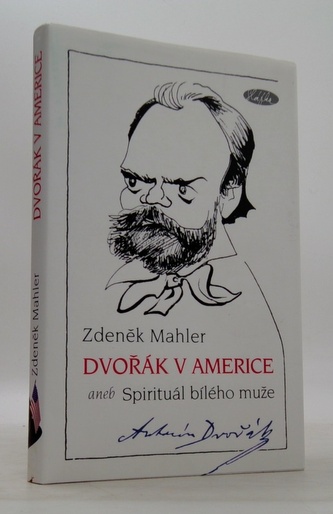 DVOŘÁK V AMERICE
Zdeněk Mahler
Zdeněk Mahler
DVOŘÁK V AMERICE
aneb Spirituál bílého muže
Antonín Dvořák